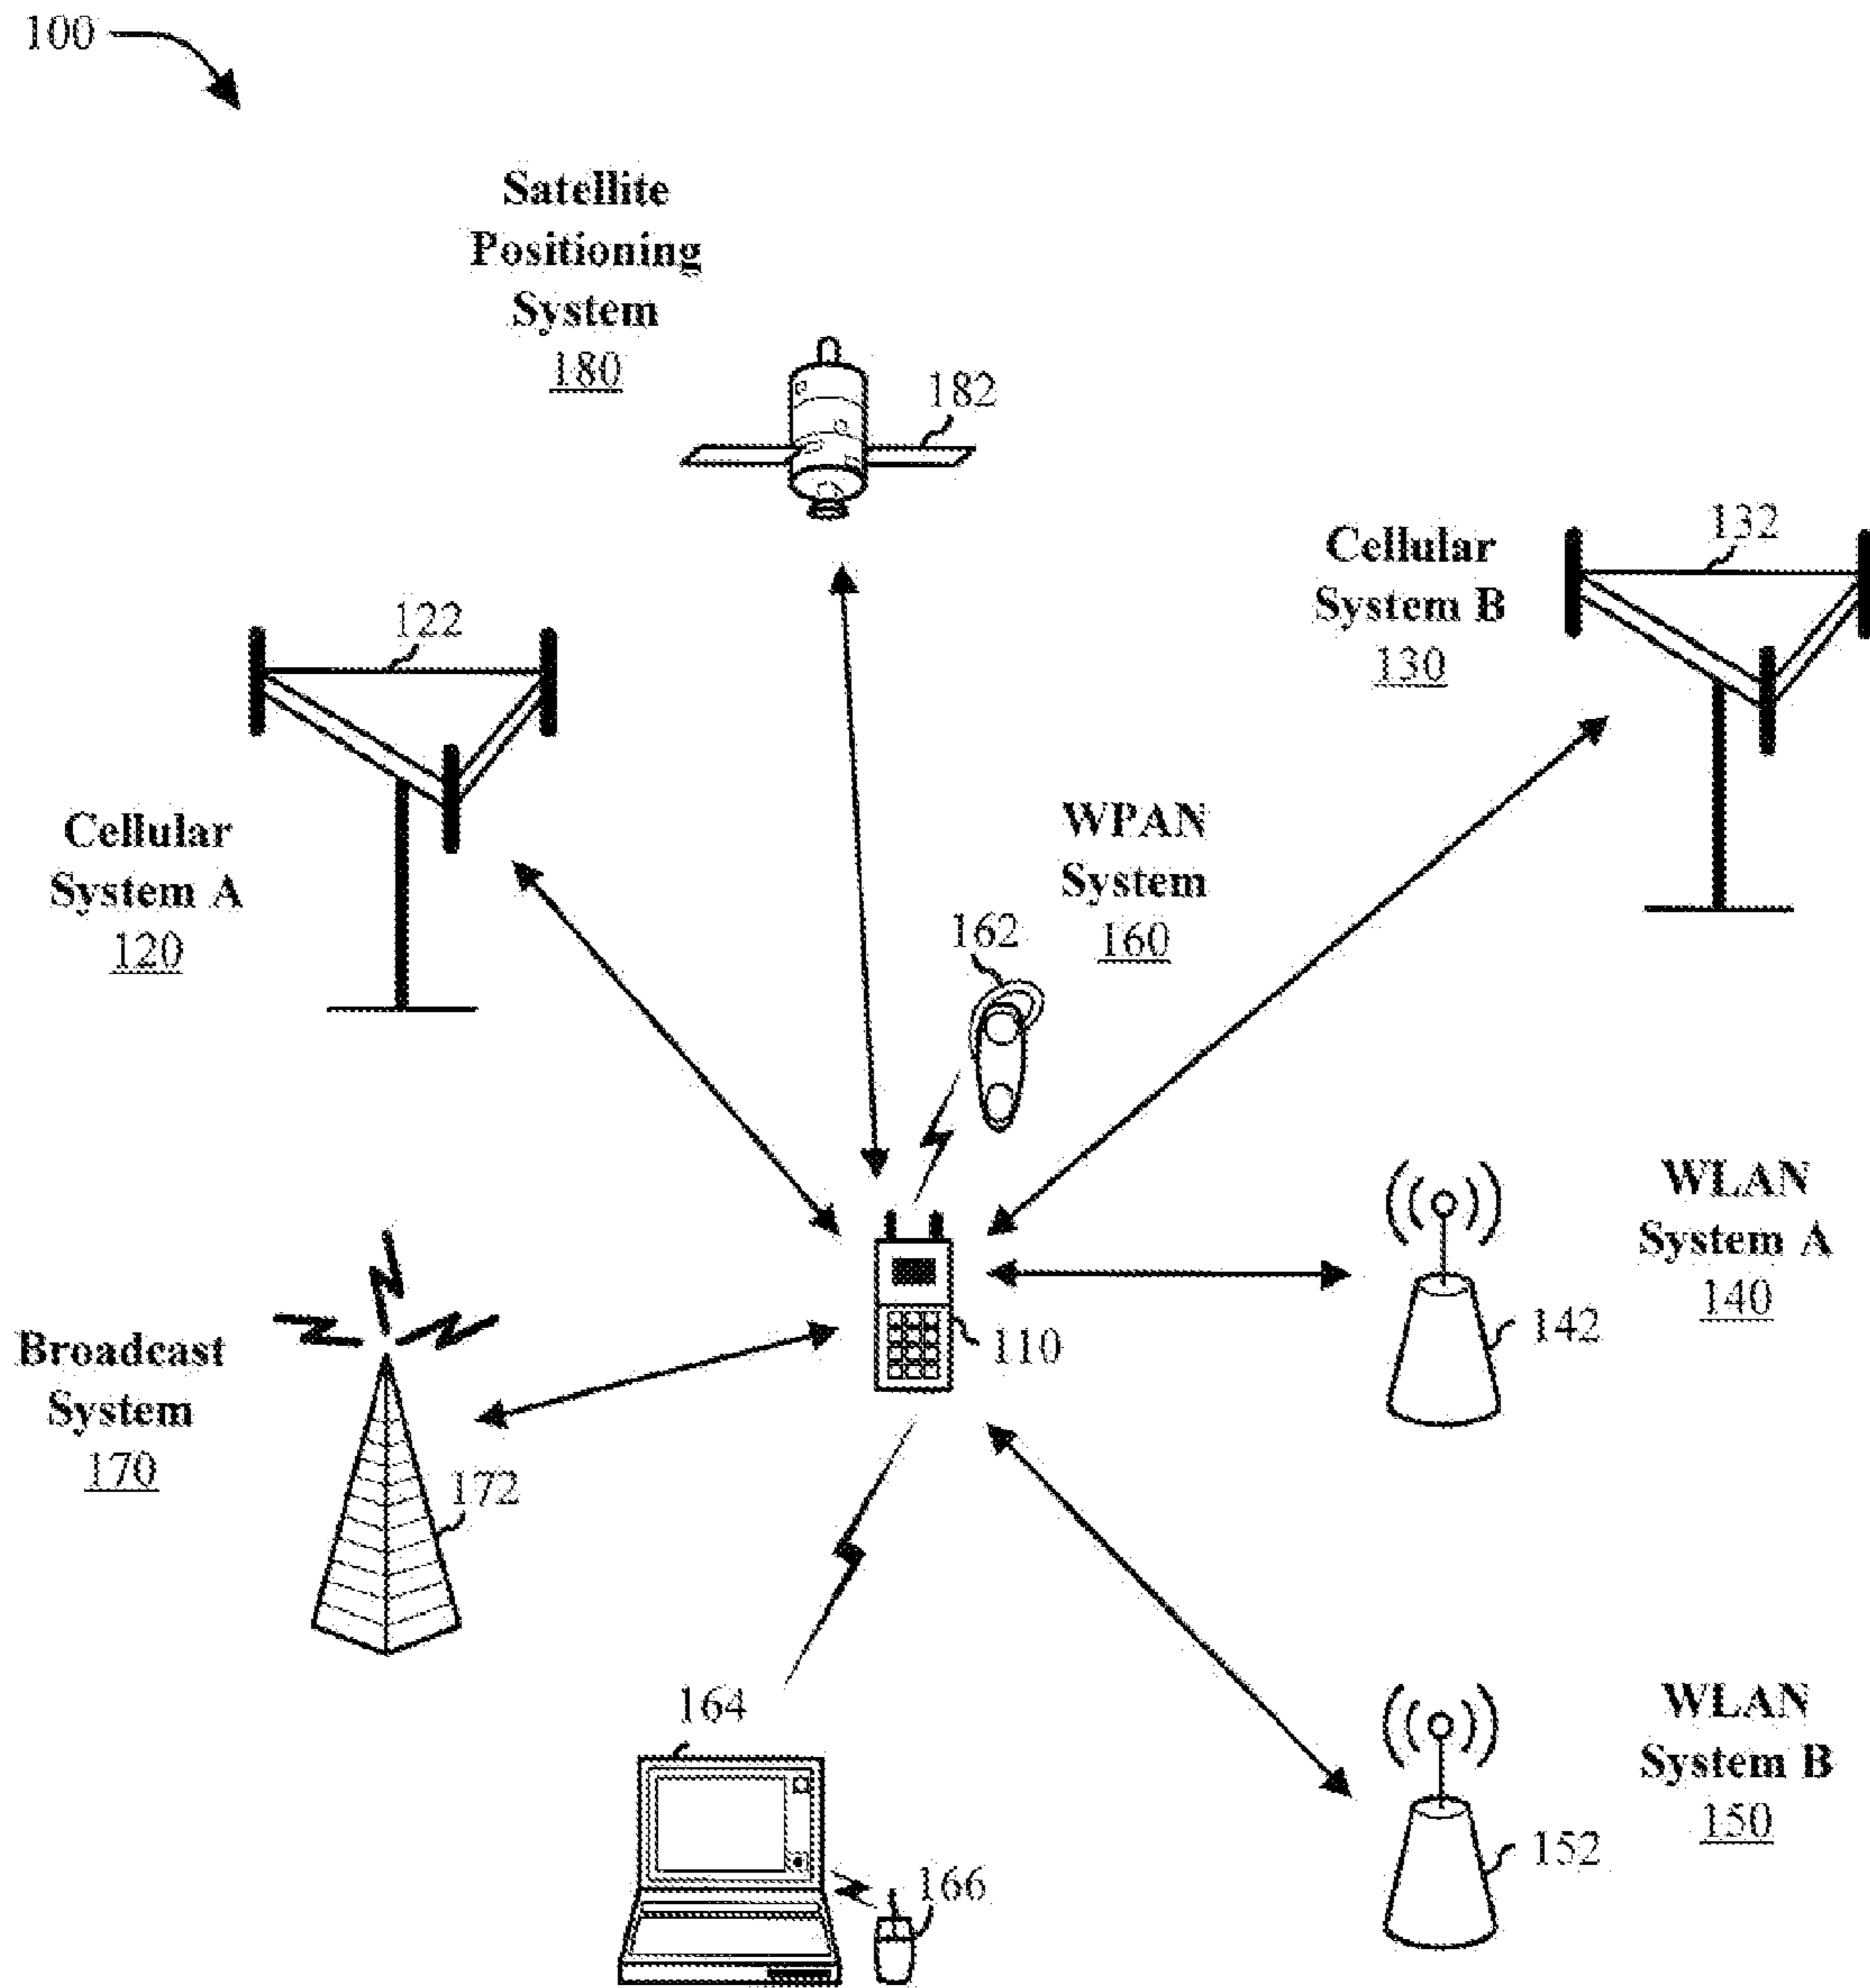 100
Satellite
Positioning
System
180
182
Cellular
System B
130
132
122
Cellular
System A
120
WPAN
System
160
162
WLAN
System A
140
142
110
Broadcast
System
170
172
164
166
WLAN
System B
150
152